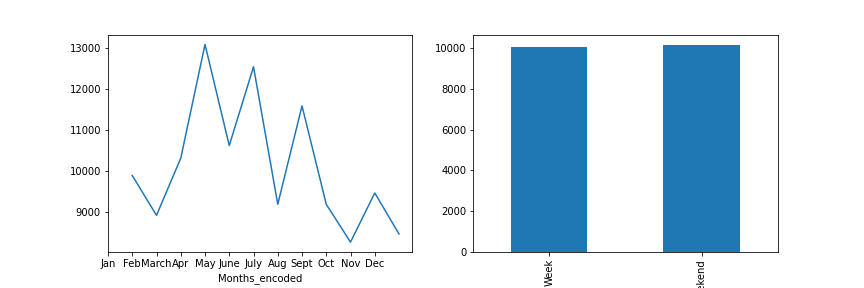 13000
12000
11000
10000
9000
Jan Feb March Apr May June July Aug Sept Oct Nov Dec
Months_encoded
10000
8000
6000
4000
2000
0
Week
ekend